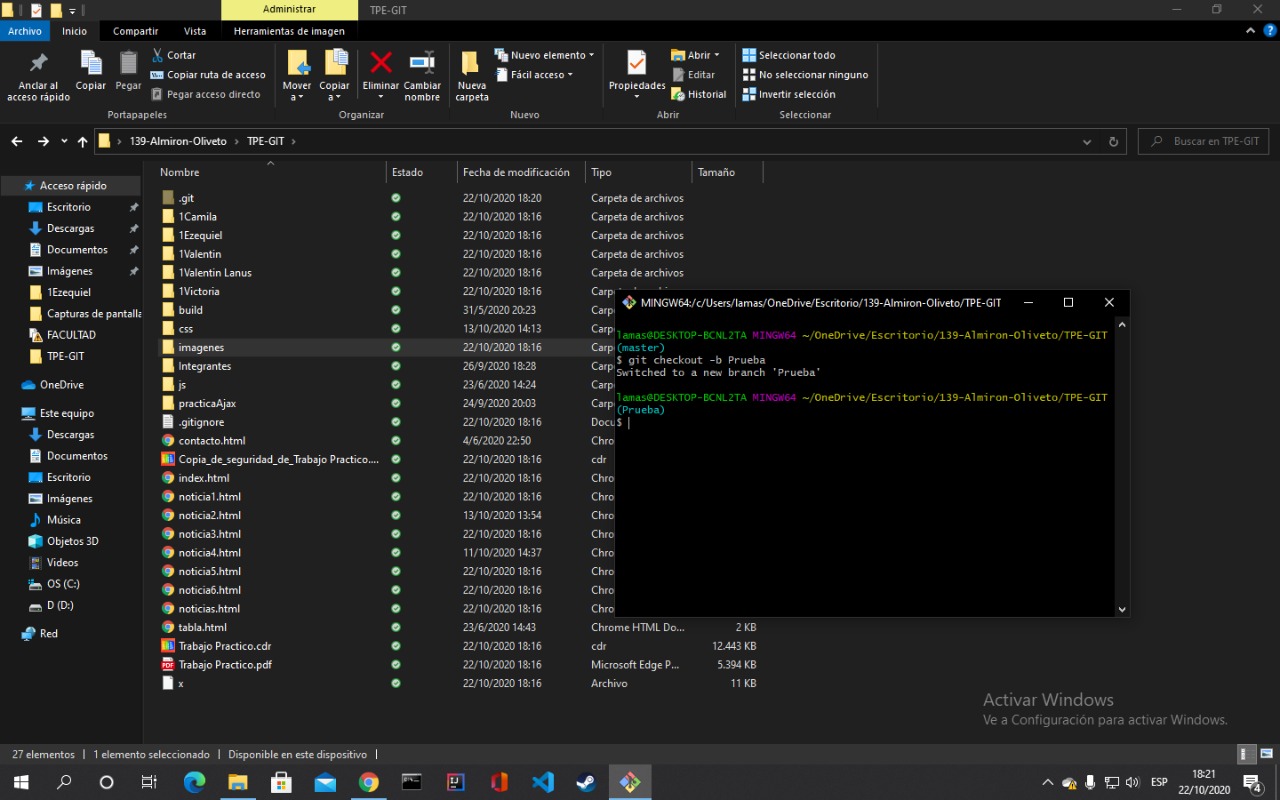 Administrar
TPE-GIT
Archivo
Inicio
Compartir
Vista
Herramientas de imagen
Anclar al acceso rápido
Copiar
Pegar
Cortar
Copiar ruta de acceso
Pegar acceso directo
Portapapeles
Mover a
Copiar a
Eliminar
Cambiar nombre
Organizar
Nueva carpeta
Nuevo elemento
Fácil acceso
Nuevo
Propiedades
Abrir
Editar
Historial
Abrir
Seleccionar todo
No seleccionar ninguno
Invertir selección
Seleccionar
139-Almiron-Oliveto > TPE-GIT >
Buscar en TPE-GIT
Acceso rápido
Escritorio
Descargas
Documentos
Imágenes
1Ezequiel
Capturas de pantalla
FACULTAD
TPE-GIT
OneDrive
Este equipo
Descargas
Documentos
Escritorio
Imágenes
Música
Objetos 3D
Videos
OS (C:)
D (D:)
Red
Nombre Estado Fecha de modificación Tipo Tamaño
.git 22/10/2020 18:20 Carpeta de archivos
1Camila 22/10/2020 18:16 Carpeta de archivos
1Ezequiel 22/10/2020 18:16 Carpeta de archivos
1Valentin 22/10/2020 18:16 Carpeta de archivos
1Valentin Lanus 22/10/2020 18:16 Carpeta de archivos
1Victoria 22/10/2020 18:16 Carpeta de archivos
build 31/5/2020 20:23 Carp
css 13/10/2020 14:13 Carp
imagenes 22/10/2020 18:16 Carp
Integrantes 26/9/2020 18:28 Carp
js 23/6/2020 14:24 Carp
practicaAjax 24/9/2020 20:03 Carp
.gitignore 22/10/2020 18:16 Docu
contacto.html 4/6/2020 22:50 Chro
Copia_de_seguridad_de_Trabajo Practico.... 22/10/2020 18:16 cdr
index.html 22/10/2020 18:16 Chro
noticia1.html 22/10/2020 18:16 Chro
noticia2.html 13/10/2020 13:54 Chro
noticia3.html 22/10/2020 18:16 Chro
noticia4.html 11/10/2020 14:37 Chro
noticia5.html 22/10/2020 18:16 Chro
noticia6.html 22/10/2020 18:16 Chro
noticias.html 22/10/2020 18:16 Chro
tabla.html 23/6/2020 14:43 Chrome HTML Do... 2 KB
Trabajo Practico.cdr 22/10/2020 18:16 cdr 12.443 KB
Trabajo Practico.pdf 22/10/2020 18:16 Microsoft Edge P... 5.394 KB
x 22/10/2020 18:16 Archivo 11 KB
MINGW64:/c/Users/lamas/OneDrive/Escritorio/139-Almiron-Oliveto/TPE-GIT
lamas@DESKTOP-BCNL2TA MINGW64 ~/OneDrive/Escritorio/139-Almiron-Oliveto/TPE-GIT
(master)
$ git checkout -b Prueba
Switched to a new branch 'Prueba'
lamas@DESKTOP-BCNL2TA MINGW64 ~/OneDrive/Escritorio/139-Almiron-Oliveto/TPE-GIT
(Prueba)
$
Activar Windows
Ve a Configuración para activar Windows.
27 elementos | 1 elemento seleccionado | Disponible en este dispositivo |
ESP
18:21
22/10/2020
4